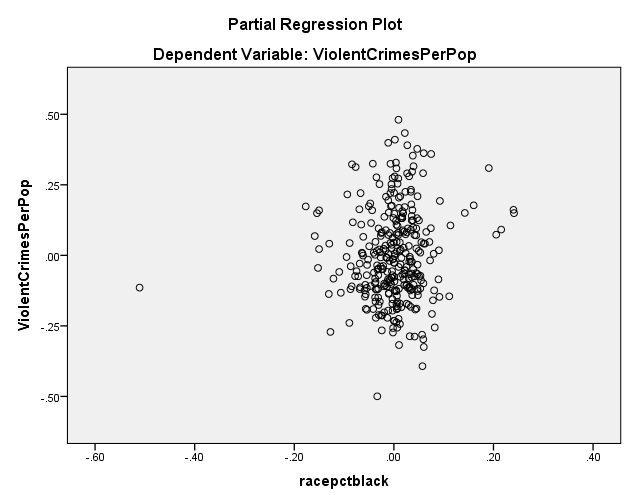 Partial Regression Plot
Dependent Variable: ViolentCrimesPerPop
ViolentCrimesPerPop
.50
.25
.00
-.25
-.50
-.60
-.40
-.20
.00
.20
.40
racepctblack